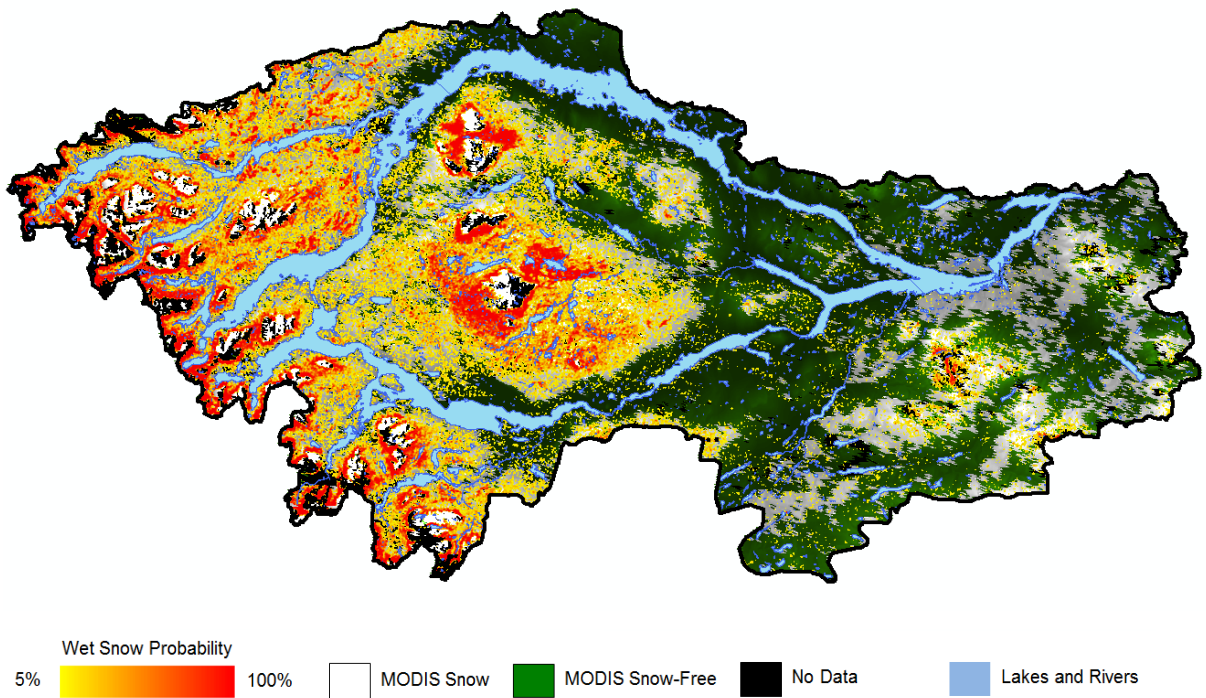 Wet Snow Probability
5% 100% MODIS Snow MODIS Snow-Free No Data Lakes and Rivers